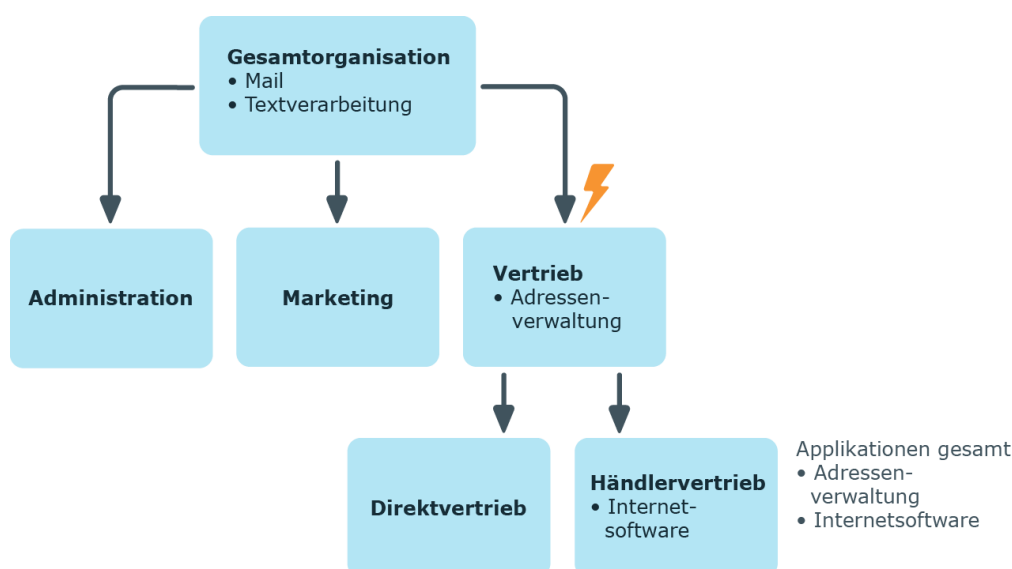 Gesamtorganisation
• Mail
• Textverarbeitung
Administration
Marketing
Vertrieb
• Adressen-
verwaltung
Direktvertrieb
Händlervertrieb
• Internet-
software
Applikationen gesamt
• Adressen-
verwaltung
• Internetsoftware